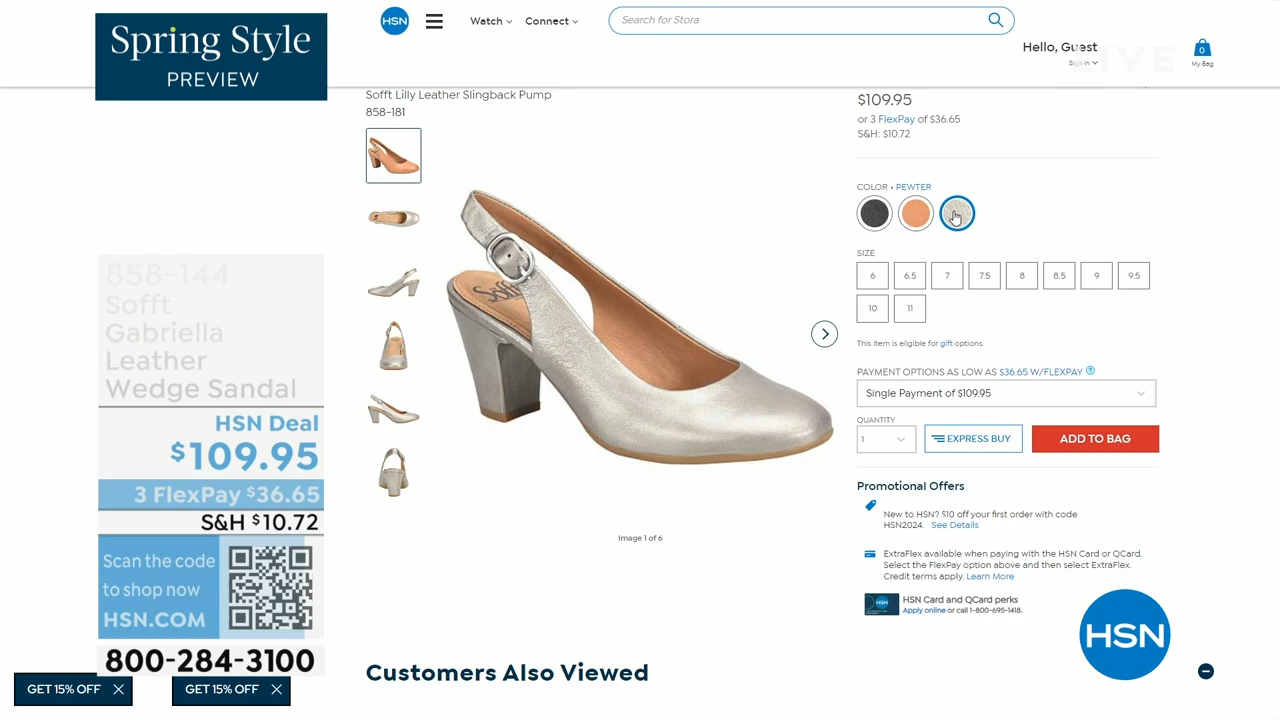 Spring Style
PREVIEW
HSN
Watch
Connect
Search for Stora
Hello, Guest
Sign In
LIVE
0
My Bag
Sofft Lilly Leather Slingback Pump
858-181
$109.95
or 3 FlexPay of $36.65
S&H: $10.72
COLOR • PEWTER
SIZE
6
6.5
7
7.5
8
8.5
9
9.5
10
11
This item is eligible for gift options.
PAYMENT OPTIONS AS LOW AS $36.65 W/FLEXPAY ?
Single Payment of $109.95
QUANTITY
1
EXPRESS BUY
ADD TO BAG
Promotional Offers
New to HSN? $10 off your first order with code
HSN2024. See Details
ExtraFlex available when paying with the HSN Card or QCard.
Select the FlexPay option above and then select ExtraFlex.
Credit terms apply. Learn More
HSN
HSN Card and QCard perks
Apply online or call 1-800-695-1418.
Sofft
Image 1 of 6
858-144
Sofft
Gabriella
Leather
Wedge Sandal
HSN Deal
$109.95
3 FlexPay $36.65
S&H $10.72
Scan the code
to shop now
HSN.COM
800-284-3100
GET 15% OFF
GET 15% OFF
Customers Also Viewed
HSN